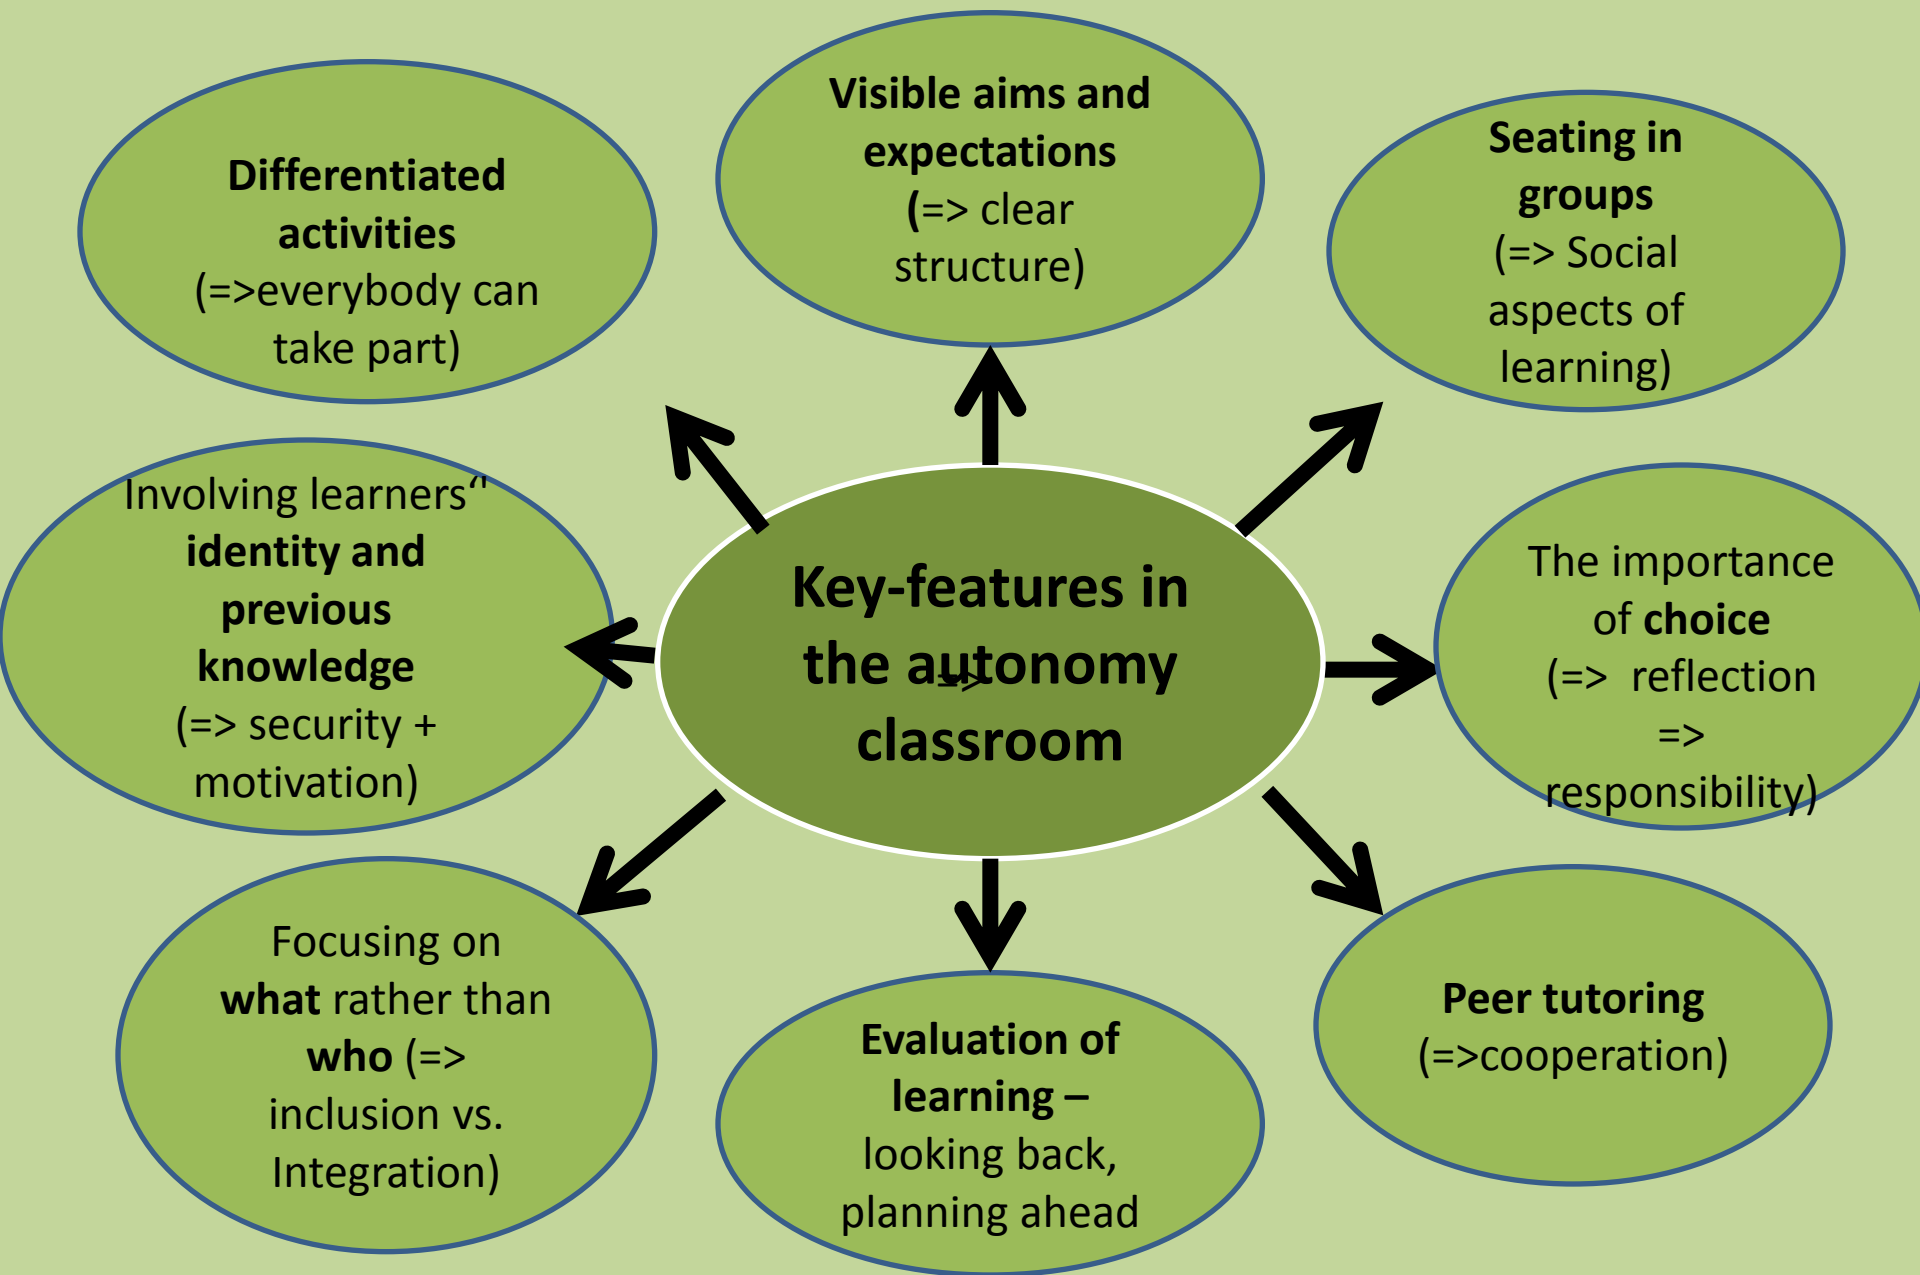 Visible aims and
expectations
(=> clear
structure)
Differentiated
activities
(=>everybody can
take part)
Seating in
groups
(=> Social
aspects of
learning)
Involving learners“
identity and
previous
knowledge
(=> security +
motivation)
Key-features in
the autonomy
=>
classroom
The importance
of choice
(=> reflection
=>
responsibility)
Focusing on
what rather than
who (=>
inclusion vs.
Integration)
Evaluation of
learning –
looking back,
planning ahead
Peer tutoring
(=>cooperation)